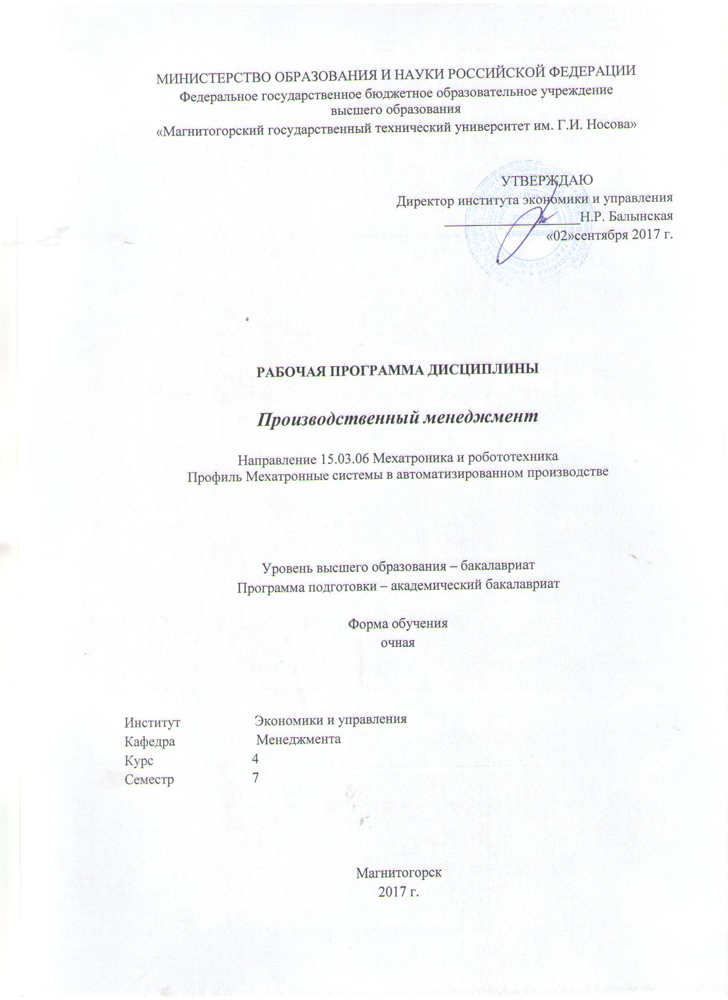 МИНИСТЕРСТВО ОБРАЗОВАНИЯ И НАУКИ РОССИЙСКОЙ ФЕДЕРАЦИИ
Федеральное государственное бюджетное образовательное учреждение
высшего образования
«Магнитогорский государственный технический университет им. Г.И. Носова»
УТВЕРЖДАЮ
Директор института экономики и управления
Н.Р. Балынская
«02»сентября 2017 г.
РАБОЧАЯ ПРОГРАММА ДИСЦИПЛИНЫ
Производственный менеджмент
Направление 15.03.06 Мехатроника и робототехника
Профиль Мехатронные системы в автоматизированном производстве
Уровень высшего образования – бакалавриат
Программа подготовки – академический бакалавриат
Форма обучения
очная
Институт Экономики и управления
Кафедра Менеджмента
Курс 4
Семестр 7
Магнитогорск
2017 г.